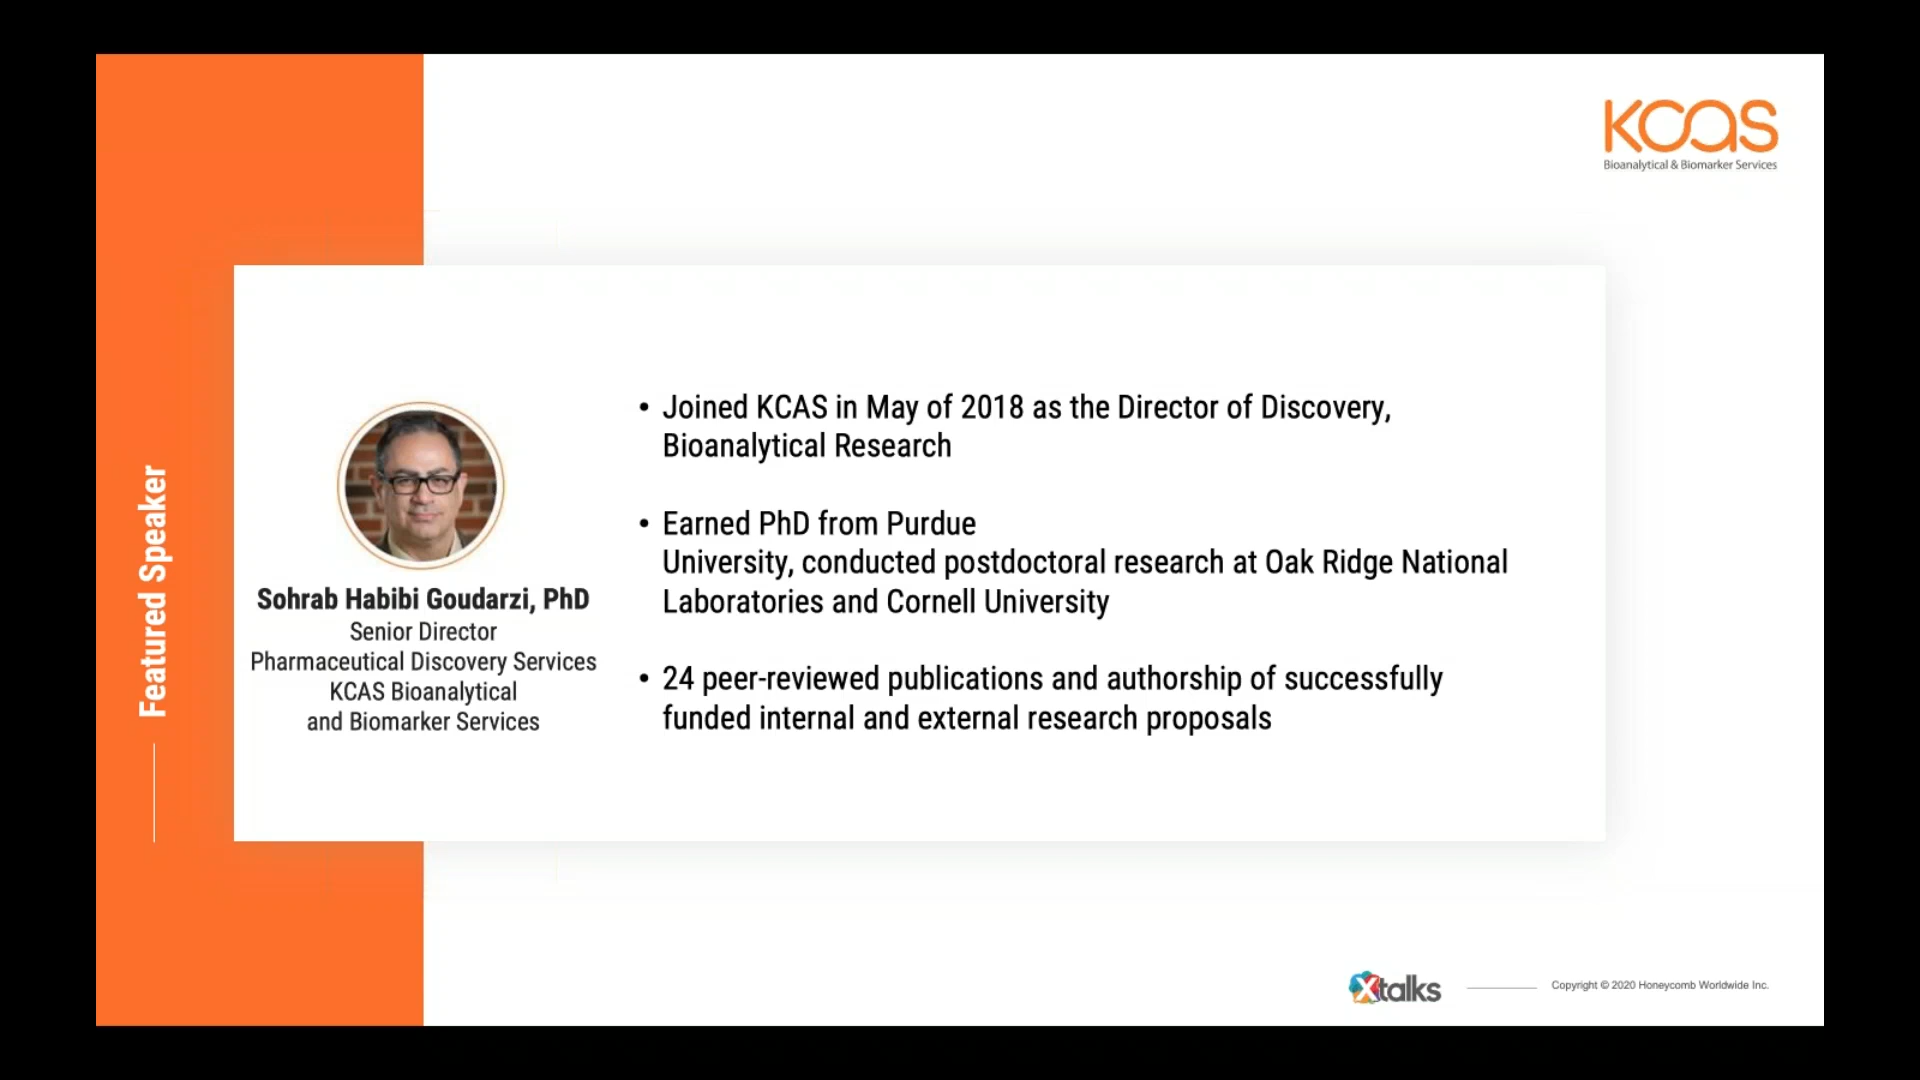 KCAS
Bioanalytical & Biomarker Services
Featured Speaker
Sohrab Habibi Goudarzi, PhD
Senior Director
Pharmaceutical Discovery Services
KCAS Bioanalytical
and Biomarker Services
• Joined KCAS in May of 2018 as the Director of Discovery,
Bioanalytical Research
• Earned PhD from Purdue
University, conducted postdoctoral research at Oak Ridge National
Laboratories and Cornell University
• 24 peer-reviewed publications and authorship of successfully
funded internal and external research proposals
Xtalks
Copyright © 2020 Honeycomb Worldwide Inc.